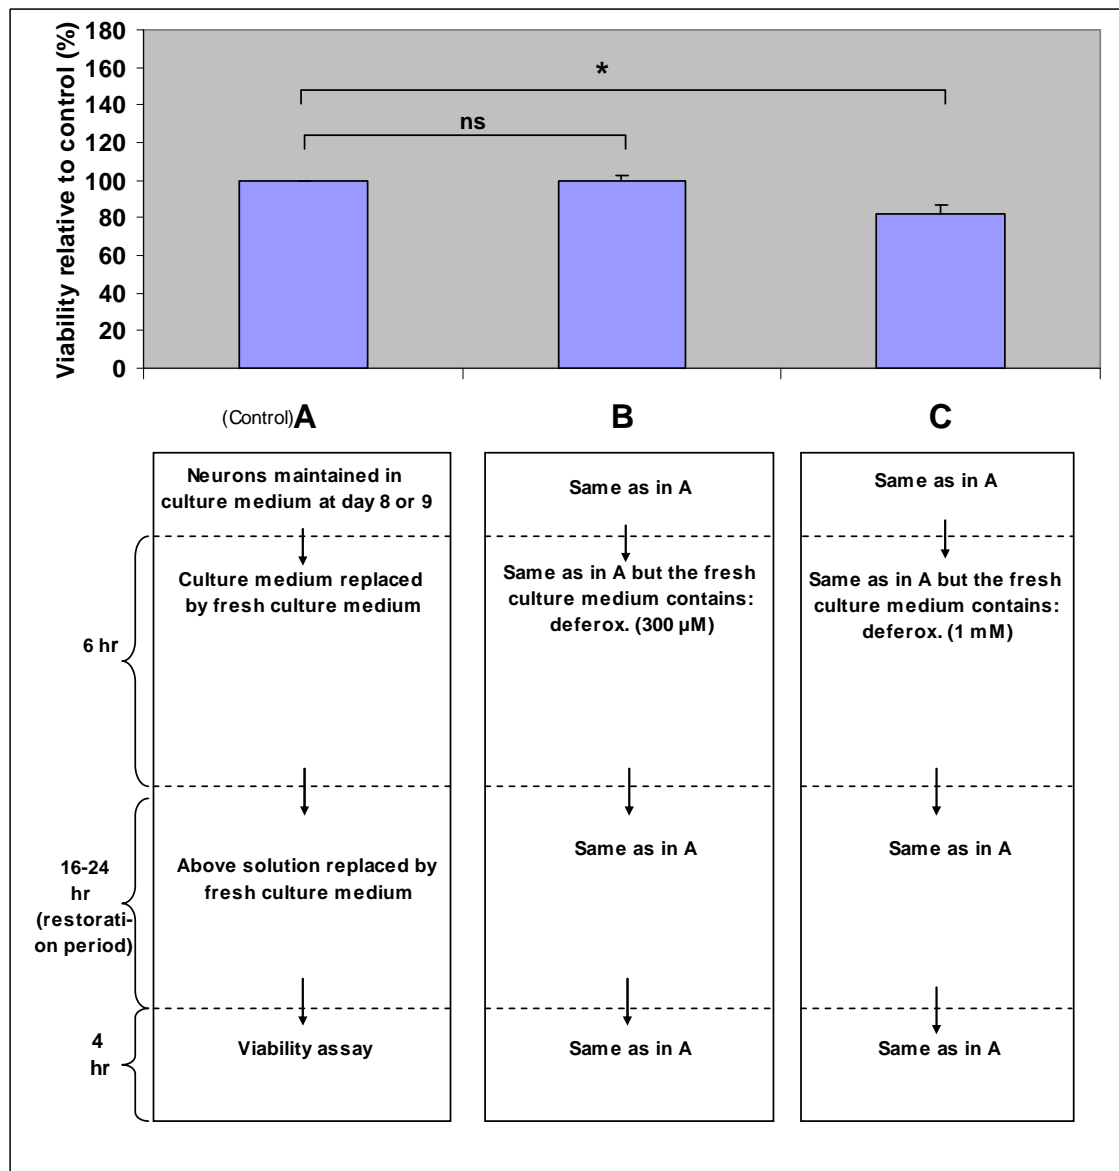 Viability relative to control (%)
180
160
140
120
100
80
60
40
20
0
*
ns
(Control) A
B
C
Neurons maintained in
culture medium at day 8 or 9
Same as in A
Same as in A
6 hr
Culture medium replaced
by fresh culture medium
Same as in A but the fresh
culture medium contains:
deferox. (300 µM)
Same as in A but the fresh
culture medium contains:
deferox. (1 mM)
16-24
hr
(restorati-
on period)
Above solution replaced by
fresh culture medium
Same as in A
Same as in A
4
hr
Viability assay
Same as in A
Same as in A